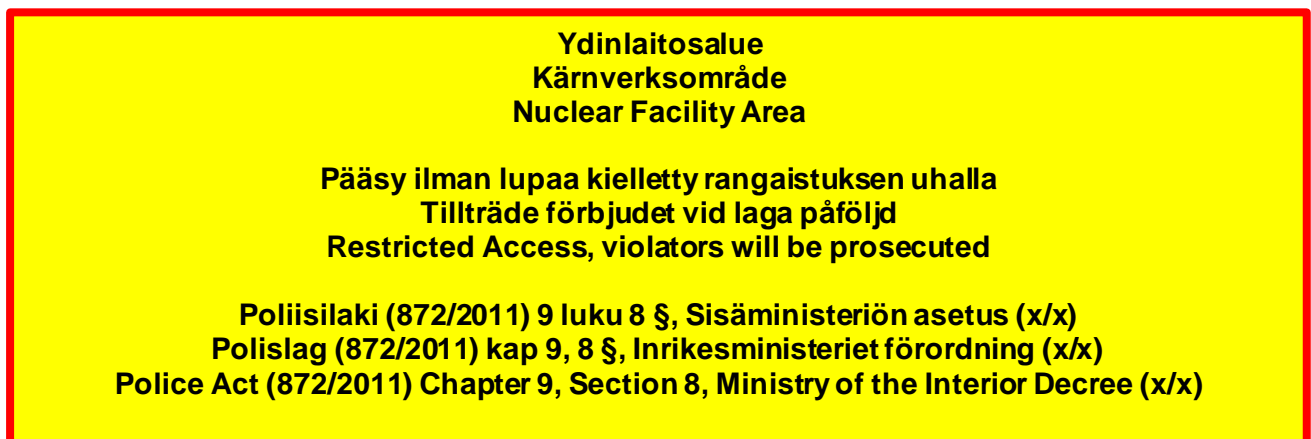 Ydinlaitosalue
Kärnverksområde
Nuclear Facility Area
Pääsy ilman lupaa kielletty rangaistuksen uhalla
Tillträde förbjudet vid laga påföljd
Restricted Access, violators will be prosecuted
Poliisilaki (872/2011) 9 luku 8 §, Sisäministeriön asetus (x/x)
Polislag (872/2011) kap 9, 8 §, Inrikesministeriet förordning (x/x)
Police Act (872/2011) Chapter 9, Section 8, Ministry of the Interior Decree (x/x)